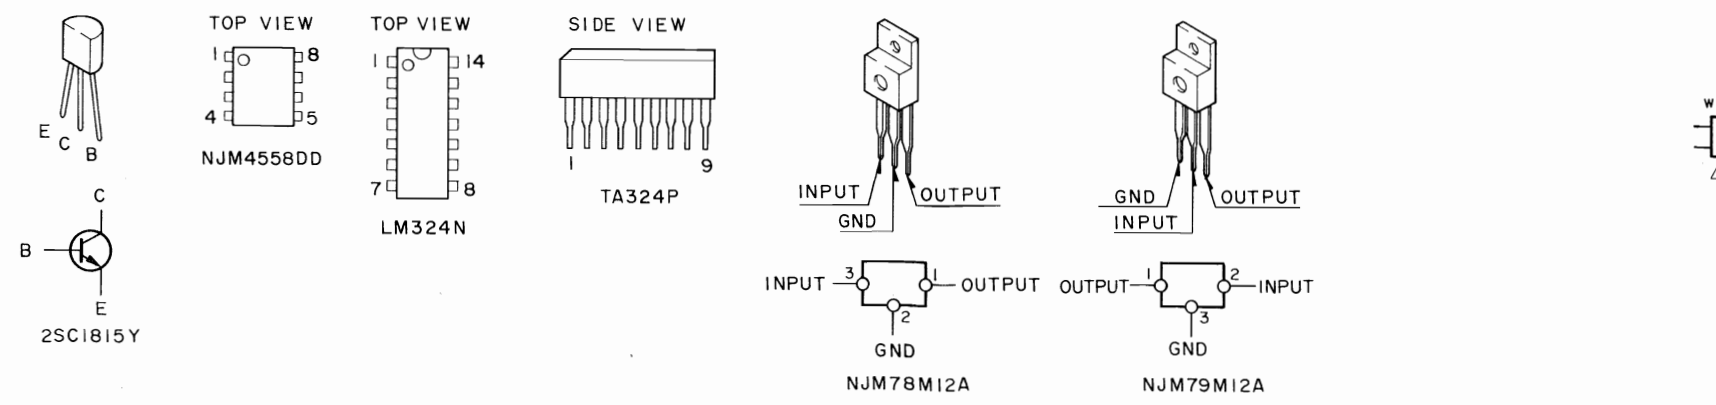 E C B
C
B
E
2SC1815Y
TOP VIEW
1 8
4 5
NJM4558DD
TOP VIEW
1 14
7 8
LM324N
SIDE VIEW
1 9
TA324P
INPUT OUTPUT
GND
INPUT 3 1 OUTPUT
2
GND
NJM78M12A
GND OUTPUT
INPUT
OUTPUT 1 2 INPUT
3
GND
NJM79M12A
W